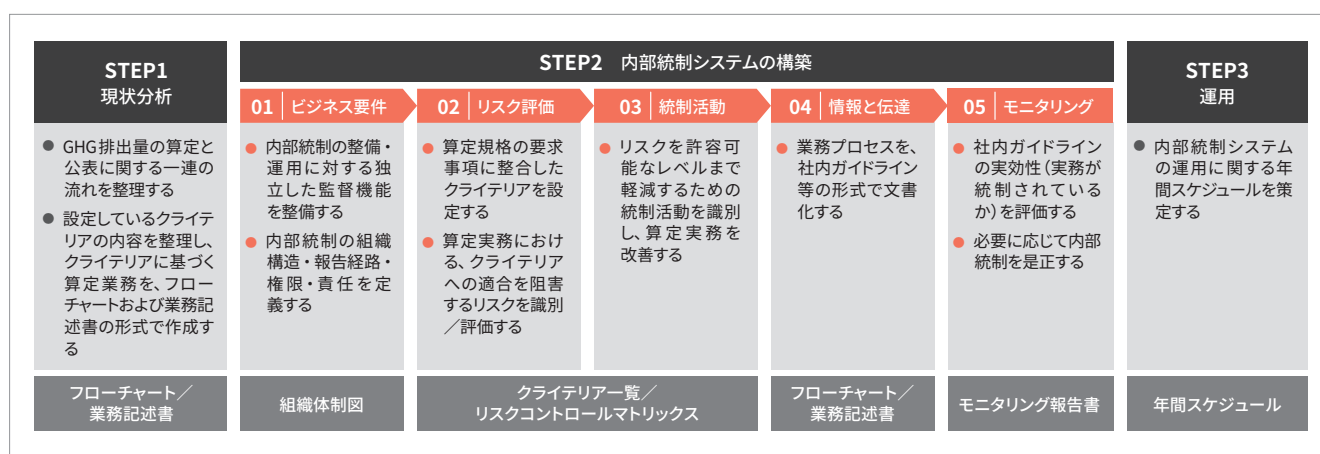 STEP1
現状分析
● GHG排出量の算定と
公表に関する一連の
流れを整理する
● 設定しているクライテ
リアの内容を整理し、
クライテリアに基づく
算定業務を、フロー
チャートおよび業務記
述書の形式で作成す
る
フローチャート／
業務記述書
STEP2 内部統制システムの構築
01 ビジネス要件
● 内部統制の整備・
運用に対する独
立した監督機能
を整備する
● 内部統制の組織
構造・報告経路・
権限・責任を定
義する
組織体制図
02 リスク評価
● 算定規格の要求
事項に整合した
クライテリアを設
定する
● 算定実務におけ
る、クライテリア
への適合を阻害
するリスクを識別
／評価する
03 統制活動
● リスクを許容可
能なレベルまで
軽減するための
統制活動を識別
し、算定実務を
改善する
クライテリア一覧／
リスクコントロールマトリックス
04 情報と伝達
● 業務プロセスを、
社内ガイドライン
等の形式で文書
化する
フローチャート／
業務記述書
05 モニタリング
● 社内ガイドライン
の実効性（実務が
統制されている
か）を評価する
● 必要に応じて内部
統制を是正する
モニタリング報告書
STEP3
運用
● 内部統制システム
の運用に関する年
間スケジュールを策
定する
年間スケジュール